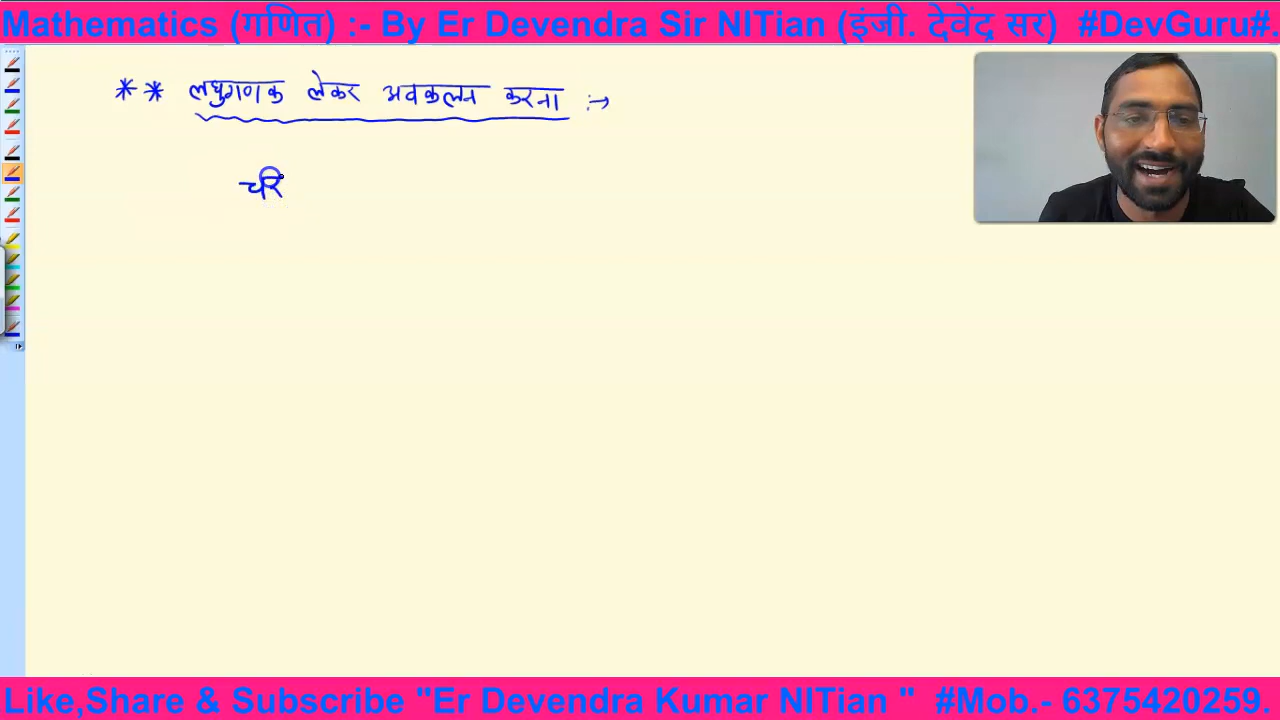 Mathematics (गणित) :- By Er Devendra Sir NITian (इंजी. देवेंद्र सर) #DevGuru#.
** लघुगणक लेकर अवकलन करना :→
चरि
Like,Share & Subscribe "Er Devendra Kumar NITian " #Mob.- 6375420259.